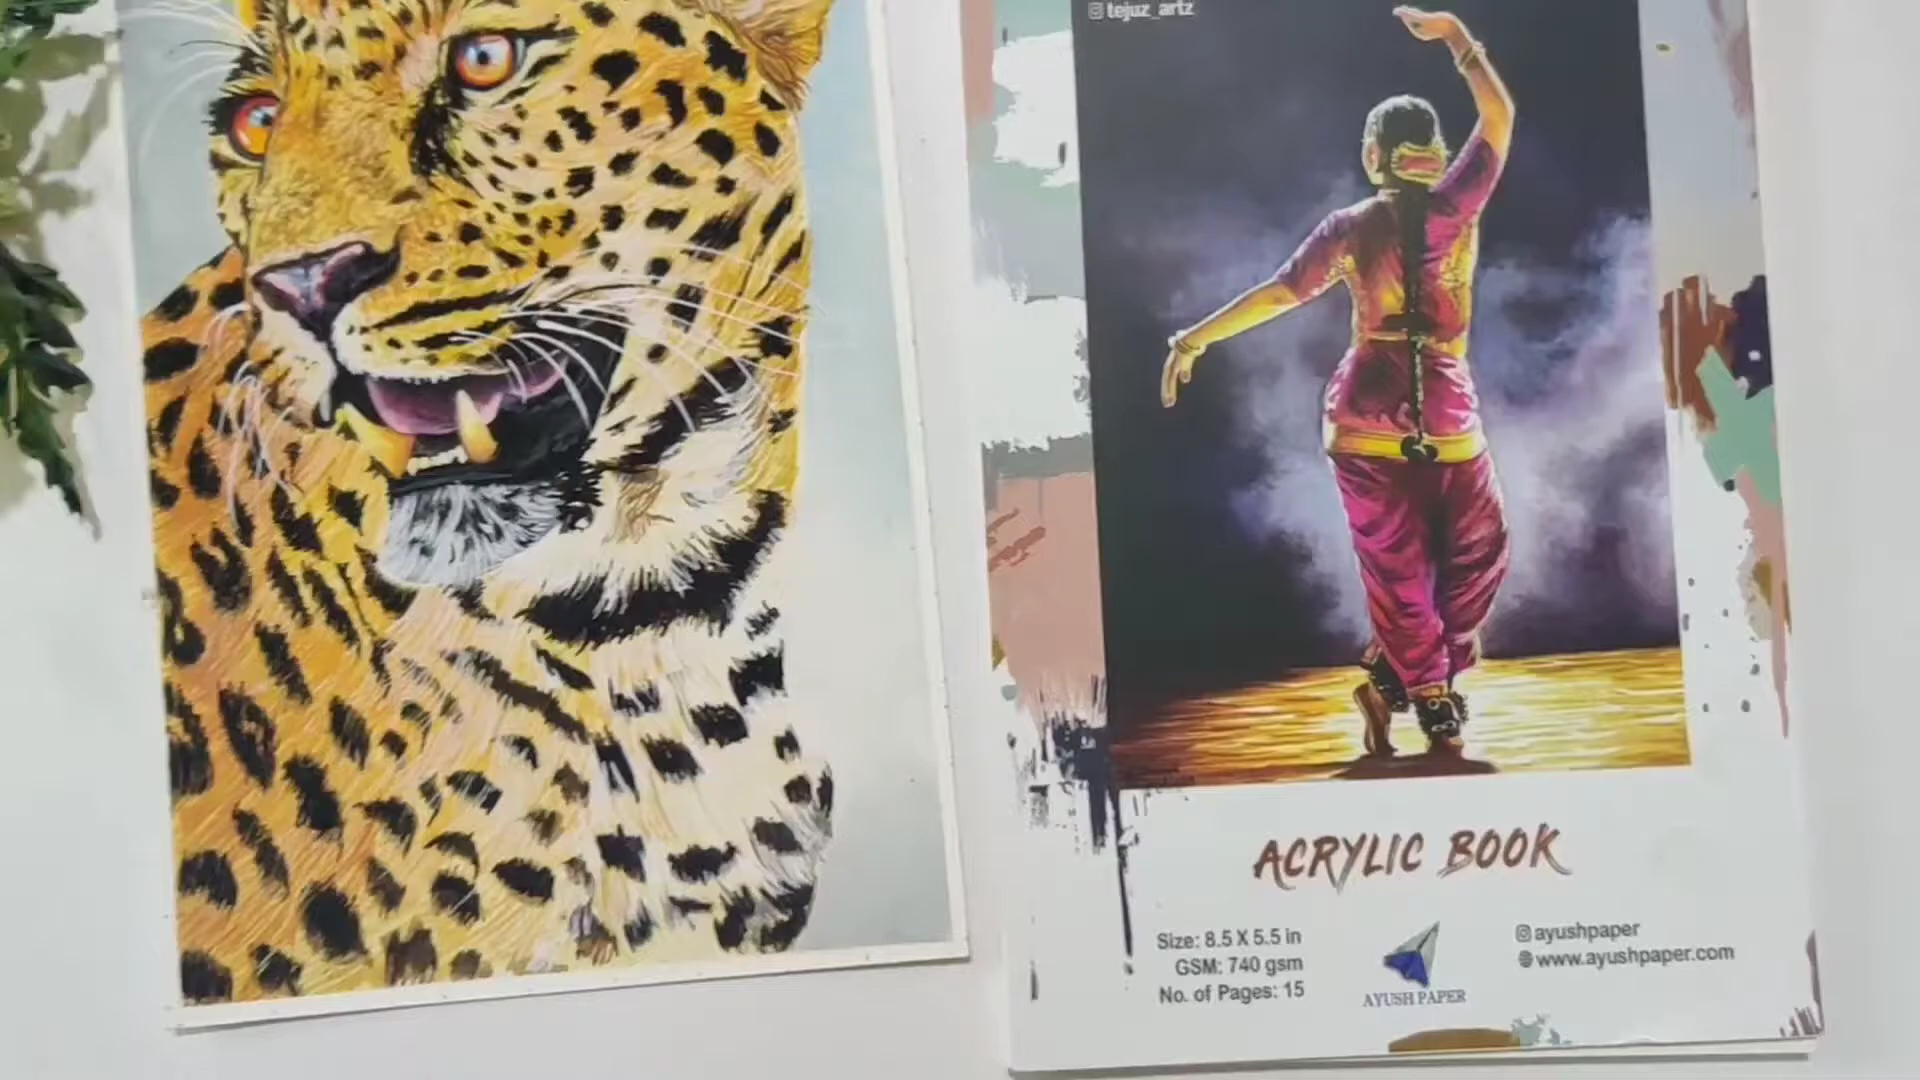 tejuz_artz
ACRYLIC BOOK
Size: 8.5 X 5.5 in
GSM: 740 gsm
No. of Pages: 15
AYUSH PAPER
ayushpaper
www.ayushpaper.com